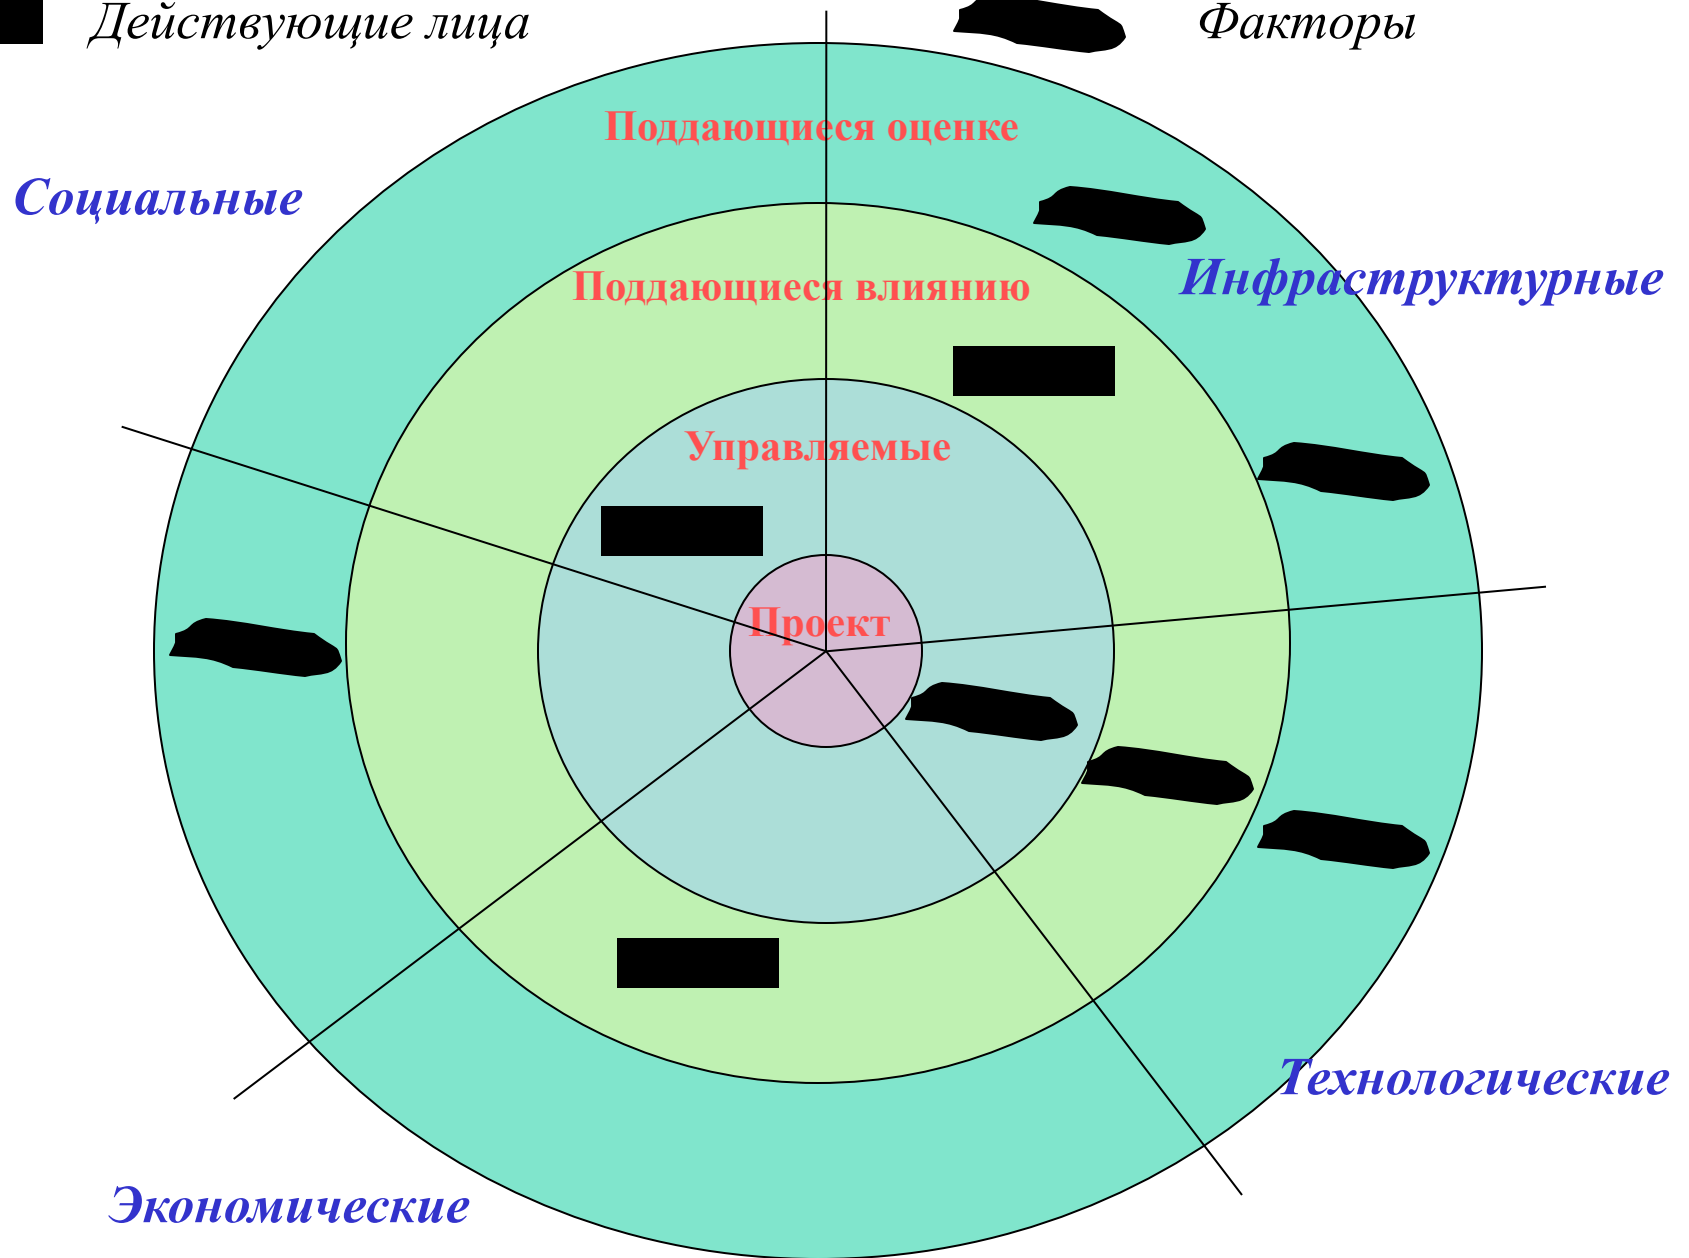 Действующие лица
Факторы
Поддающиеся оценке
Социальные
Инфраструктурные
Поддающиеся влиянию
Управляемые
Проект
Технологические
Экономические